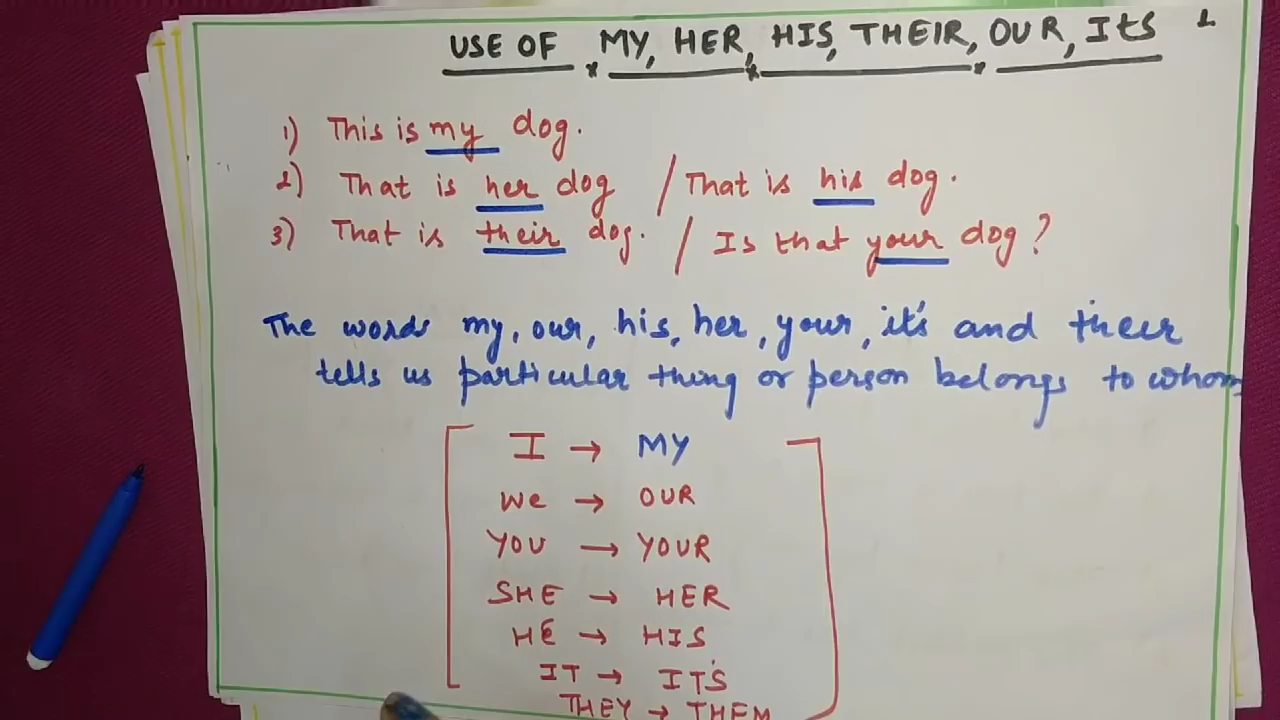 USE OF MY, HER, HIS, THEIR, OUR, ItS 1
1) This is my dog.
2) That is her dog / That is his dog.
3) That is their dog. / Is that your dog?
The words my, our, his, her, your, it's and their
tells us particular thing or person belongs to whom
I → MY
We → OUR
YOU → YOUR
SHE → HER
HE → HIS
IT → IT'S
THEY → THEM